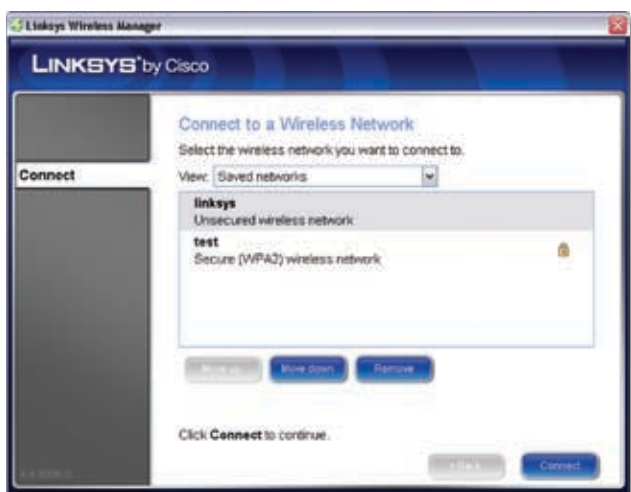 Linksys Wireless Manager
LINKSYS by Cisco
Connect to a Wireless Network
Select the wireless network you want to connect to.
Connect
View: Saved networks
linksys
Unsecured wireless network
test
Secure (WPA2) wireless network
Move up Move down Remove
Click Connect to continue.
< Back Connect